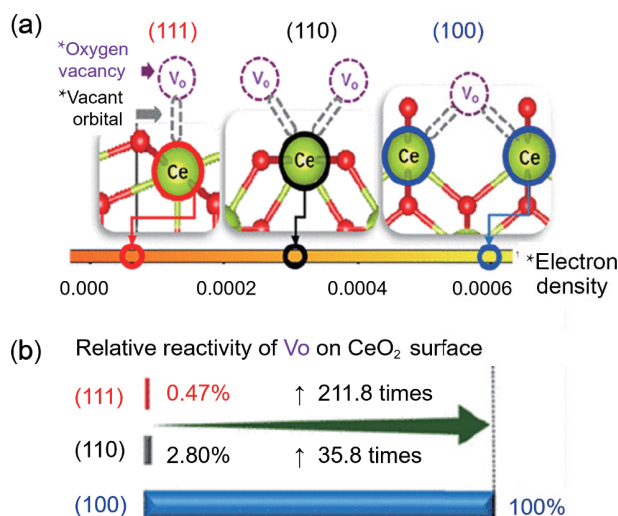 (a)
(111) (110) (100)
*Oxygen
vacancy
*Vacant
orbital
Vo
Vo Vo
Vo
Ce
Ce
Ce Ce
0.000 0.0002 0.0004 0.0006
*Electron
density
(b) Relative reactivity of Vo on CeO₂ surface
(111) 0.47% ↑ 211.8 times
(110) 2.80% ↑ 35.8 times
(100) 100%